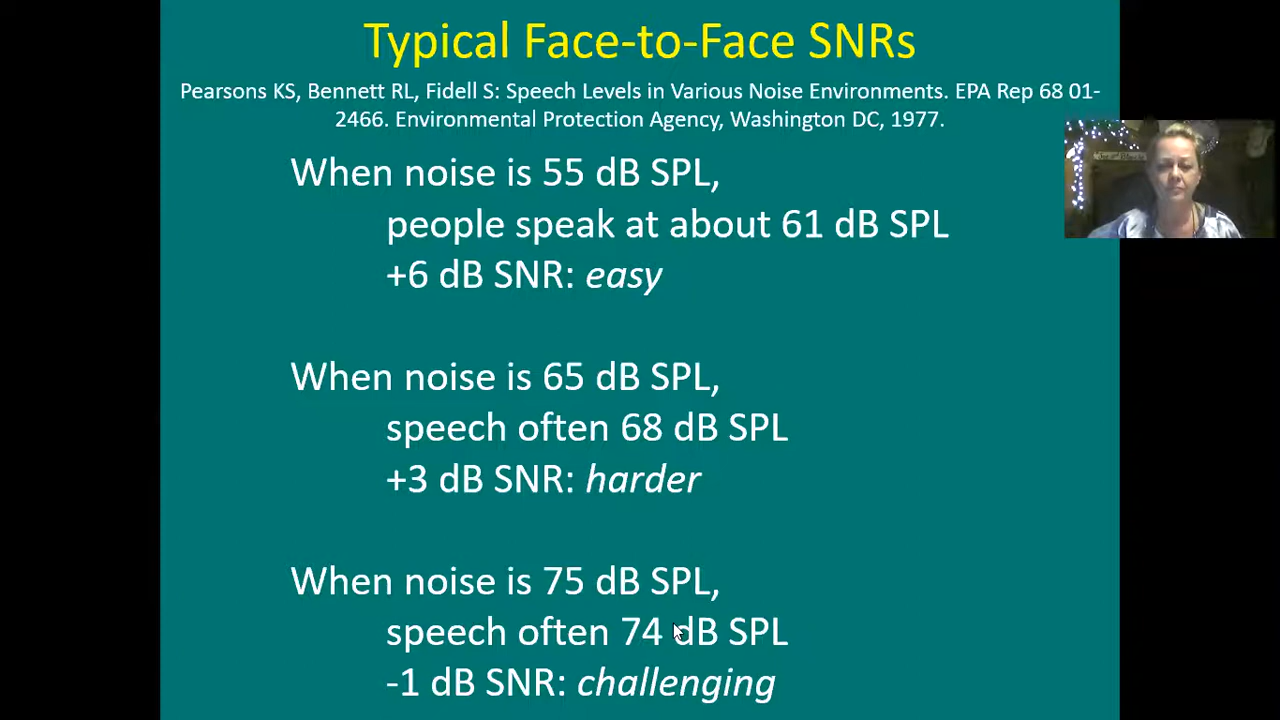 Typical Face-to-Face SNRs
Pearsons KS, Bennett RL, Fidell S: Speech Levels in Various Noise Environments. EPA Rep 68 01-
2466. Environmental Protection Agency, Washington DC, 1977.
When noise is 55 dB SPL,
people speak at about 61 dB SPL
+6 dB SNR: easy
When noise is 65 dB SPL,
speech often 68 dB SPL
+3 dB SNR: harder
When noise is 75 dB SPL,
speech often 74 dB SPL
-1 dB SNR: challenging